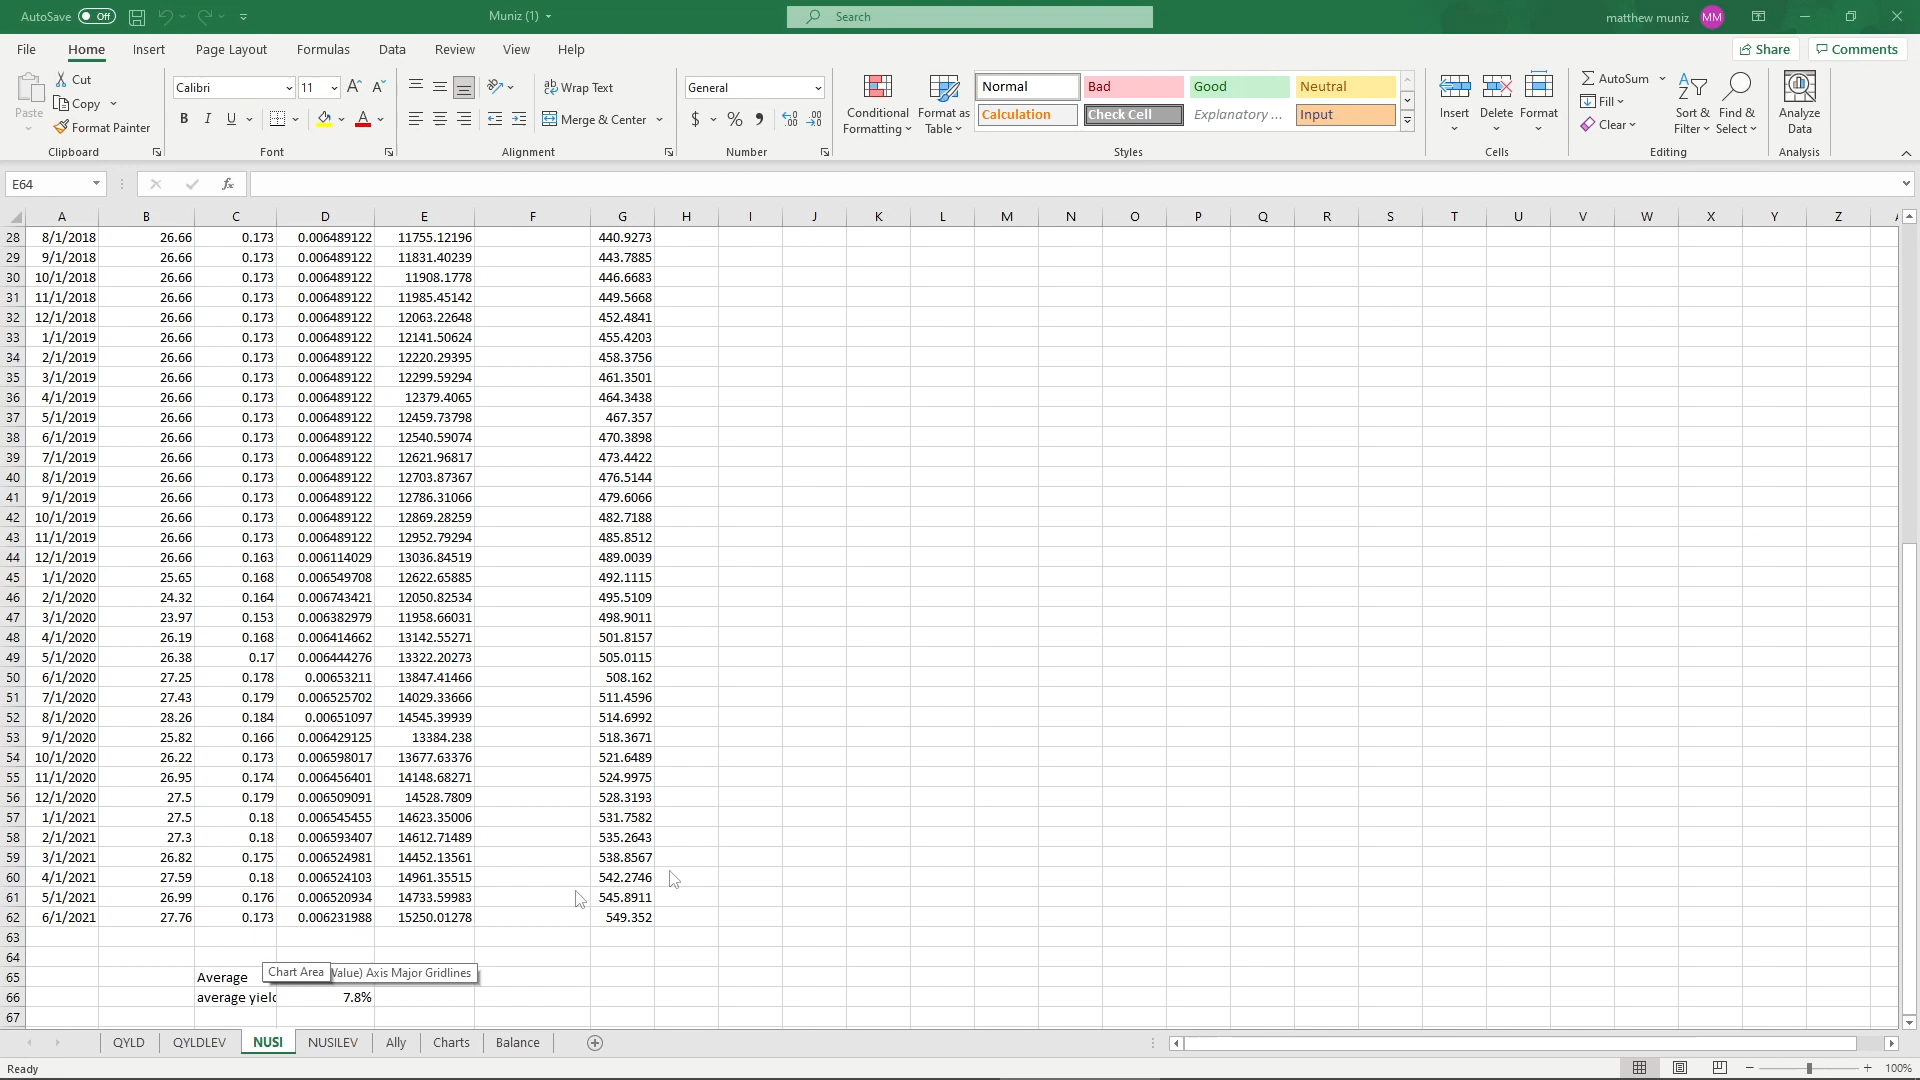 AutoSave Off Muniz (1) Search matthew muniz MM
File Home Insert Page Layout Formulas Data Review View Help Share Comments
Paste Cut Copy Format Painter Clipboard
Calibri 11 B I U A A A Font
Wrap Text Merge & Center Alignment
General $ % Number
Conditional Formatting Format as Table
Normal Bad Good Neutral
Calculation Check Cell Explanatory ... Input
Styles
Insert Delete Format Cells
AutoSum Fill Clear Sort & Filter Find & Select Editing
Analyze Data Analysis
E64 fx
A B C D E F G H I J K L M N O P Q R S T U V W X Y Z
28 8/1/2018 26.66 0.173 0.006489122 11755.12196 440.9273
29 9/1/2018 26.66 0.173 0.006489122 11831.40239 443.7885
30 10/1/2018 26.66 0.173 0.006489122 11908.1778 446.6683
31 11/1/2018 26.66 0.173 0.006489122 11985.45142 449.5668
32 12/1/2018 26.66 0.173 0.006489122 12063.22648 452.4841
33 1/1/2019 26.66 0.173 0.006489122 12141.50624 455.4203
34 2/1/2019 26.66 0.173 0.006489122 12220.29395 458.3756
35 3/1/2019 26.66 0.173 0.006489122 12299.59294 461.3501
36 4/1/2019 26.66 0.173 0.006489122 12379.4065 464.3438
37 5/1/2019 26.66 0.173 0.006489122 12459.73798 467.357
38 6/1/2019 26.66 0.173 0.006489122 12540.59074 470.3898
39 7/1/2019 26.66 0.173 0.006489122 12621.96817 473.4422
40 8/1/2019 26.66 0.173 0.006489122 12703.87367 476.5144
41 9/1/2019 26.66 0.173 0.006489122 12786.31066 479.6066
42 10/1/2019 26.66 0.173 0.006489122 12869.28259 482.7188
43 11/1/2019 26.66 0.173 0.006489122 12952.79294 485.8512
44 12/1/2019 26.66 0.163 0.006114029 13036.84519 489.0039
45 1/1/2020 25.65 0.168 0.006549708 12622.65885 492.1115
46 2/1/2020 24.32 0.164 0.006743421 12050.82534 495.5109
47 3/1/2020 23.97 0.153 0.006382979 11958.66031 498.9011
48 4/1/2020 26.19 0.168 0.006414662 13142.55271 501.8157
49 5/1/2020 26.38 0.17 0.006444276 13322.20273 505.0115
50 6/1/2020 27.25 0.178 0.00653211 13847.41466 508.162
51 7/1/2020 27.43 0.179 0.006525702 14029.33666 511.4596
52 8/1/2020 28.26 0.184 0.00651097 14545.39939 514.6992
53 9/1/2020 25.82 0.166 0.006429125 13384.238 518.3671
54 10/1/2020 26.22 0.173 0.006598017 13677.63376 521.6489
55 11/1/2020 26.95 0.174 0.006456401 14148.68271 524.9975
56 12/1/2020 27.5 0.179 0.006509091 14528.7809 528.3193
57 1/1/2021 27.5 0.18 0.006545455 14623.35006 531.7582
58 2/1/2021 27.3 0.18 0.006593407 14612.71489 535.2643
59 3/1/2021 26.82 0.175 0.006524981 14452.13561 538.8567
60 4/1/2021 27.59 0.18 0.006524103 14961.35515 542.2746
61 5/1/2021 26.99 0.176 0.006520934 14733.59983 545.8911
62 6/1/2021 27.76 0.173 0.006231988 15250.01278 549.352
63
64
65 Average Chart Area Value) Axis Major Gridlines
66 average yield 7.8%
67
QYLD QYLDLEV NUSI NUSILEV Ally Charts Balance
Ready 100%